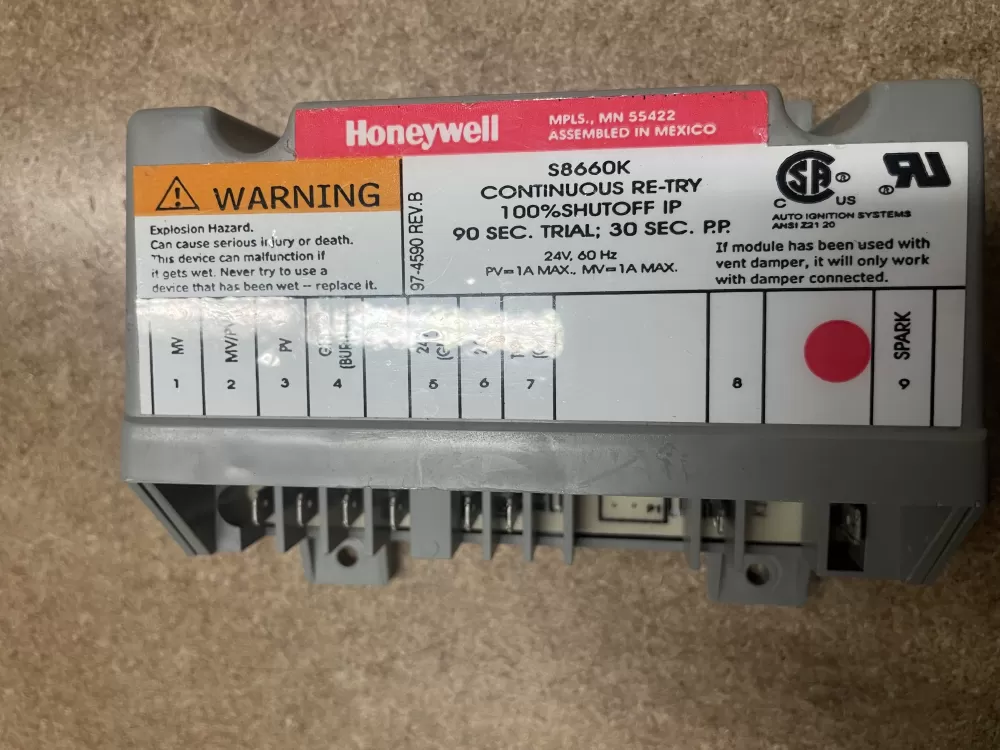 Honeywell
MPLS., MN 55422
ASSEMBLED IN MEXICO
WARNING
Explosion Hazard.
Can cause serious injury or death.
This device can malfunction if
it gets wet. Never try to use a
device that has been wet -- replace it.
97-4590 REV.B
S8660K
CONTINUOUS RE-TRY
100%SHUTOFF IP
90 SEC. TRIAL; 30 SEC. P.P.
24V, 60 Hz
PV=1A MAX., MV=1A MAX.
C US
AUTO IGNITION SYSTEMS
ANSI Z21 20
If module has been used with
vent damper, it will only work
with damper connected.
MV
1
2
PV
3
4
5
6
7
8
SPARK
9